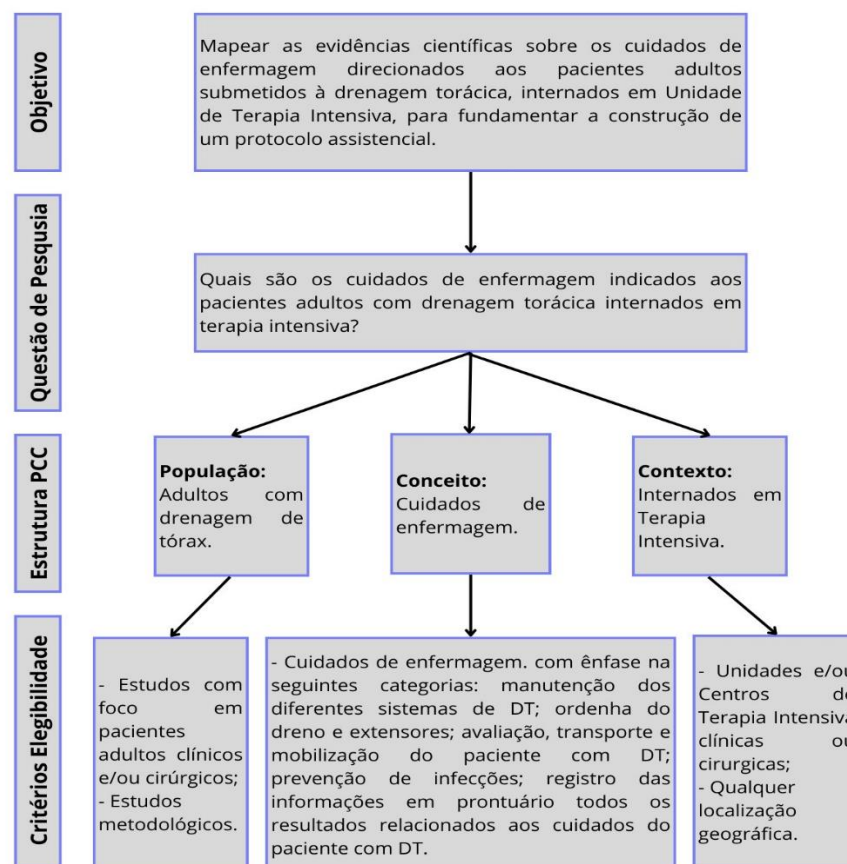 Objetivo
Mapear as evidências científicas sobre os cuidados de
enfermagem direcionados aos pacientes adultos
submetidos à drenagem torácica, internados em Unidade
de Terapia Intensiva, para fundamentar a construção de
um protocolo assistencial.
Questão de Pesqusia
Quais são os cuidados de enfermagem indicados aos
pacientes adultos com drenagem torácica internados em
terapia intensiva?
Estrutura PCC
População:
Adultos com
drenagem de
tórax.
Conceito:
Cuidados de
enfermagem.
Contexto:
Internados em
Terapia
Intensiva.
Critérios Elegibilidade
- Estudos com
foco em
pacientes
adultos clínicos
e/ou cirúrgicos;
- Estudos
metodológicos.
- Cuidados de enfermagem. com ênfase na
seguintes categorias: manutenção dos
diferentes sistemas de DT; ordenha do
dreno e extensores; avaliação, transporte e
mobilização do paciente com DT;
prevenção de infecções; registro das
informações em prontuário todos os
resultados relacionados aos cuidados do
paciente com DT.
- Unidades e/ou
Centros de
Terapia Intensiva
clínicas ou
cirurgicas;
- Qualquer
localização
geográfica.